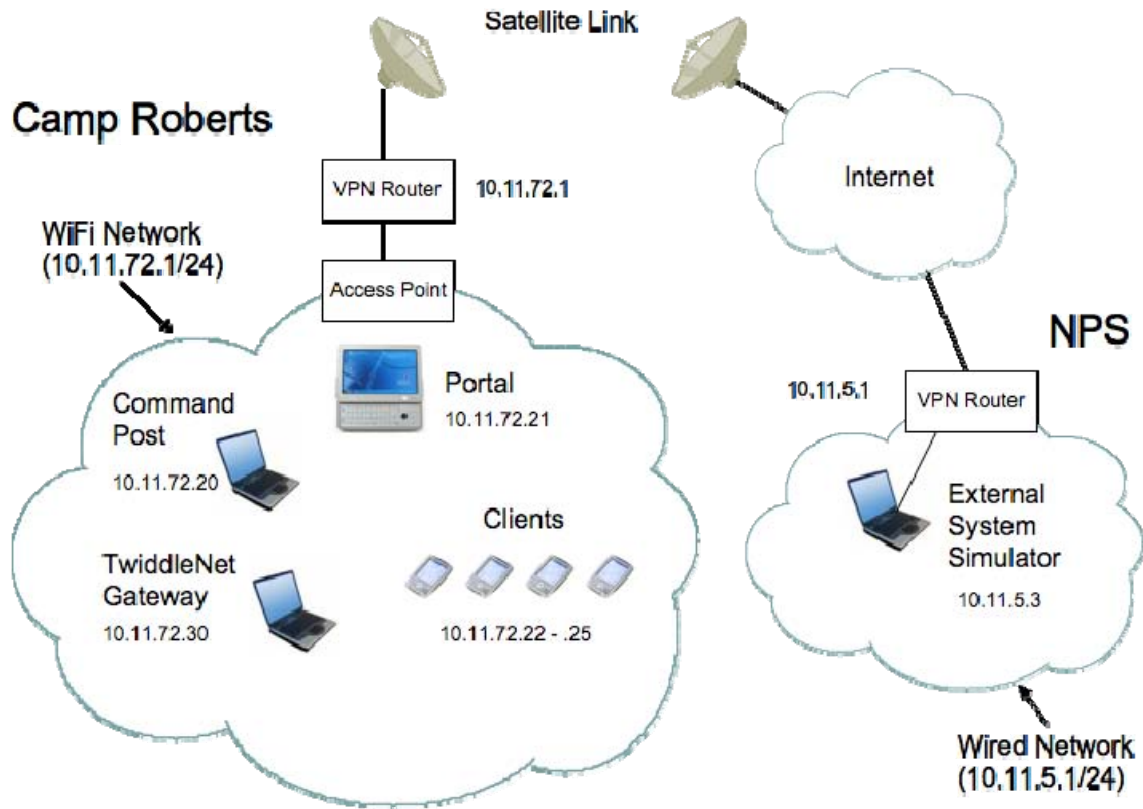 Satellite Link
Camp Roberts
VPN Router
10.11.72.1
Internet
WiFi Network
(10.11.72.1/24)
Access Point
NPS
Portal
10.11.72.21
10.11.5.1
VPN Router
Command
Post
10.11.72.20
External
System
Simulator
10.11.5.3
Clients
TwiddleNet
Gateway
10.11.72.30
10.11.72.22 - .25
Wired Network
(10.11.5.1/24)